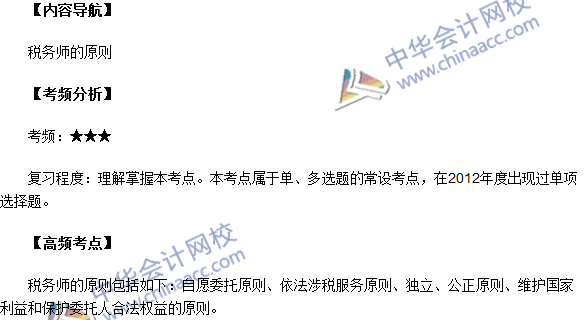 【内容导航】
税务师的原则
【考频分析】
考频：★★★
复习程度：理解掌握本考点。本考点属于单、多选题的常设考点，在2012年度出现过单项
选择题。
【高频考点】
税务师的原则包括如下：自愿委托原则、依法涉税服务原则、独立、公正原则、维护国家
利益和保护委托人合法权益的原则。
中华会计网校
www.chinaacc.com
中华会计网校
www.chinaacc.com